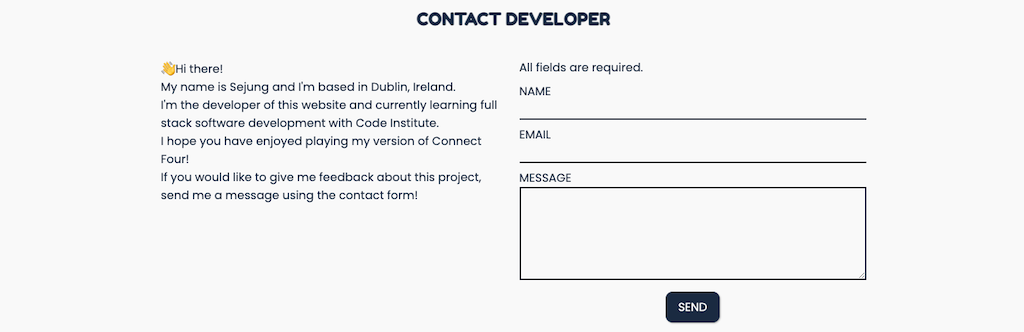 CONTACT DEVELOPER
👋Hi there!
My name is Sejung and I'm based in Dublin, Ireland.
I'm the developer of this website and currently learning full
stack software development with Code Institute.
I hope you have enjoyed playing my version of Connect
Four!
If you would like to give me feedback about this project,
send me a message using the contact form!
All fields are required.
NAME
EMAIL
MESSAGE
SEND